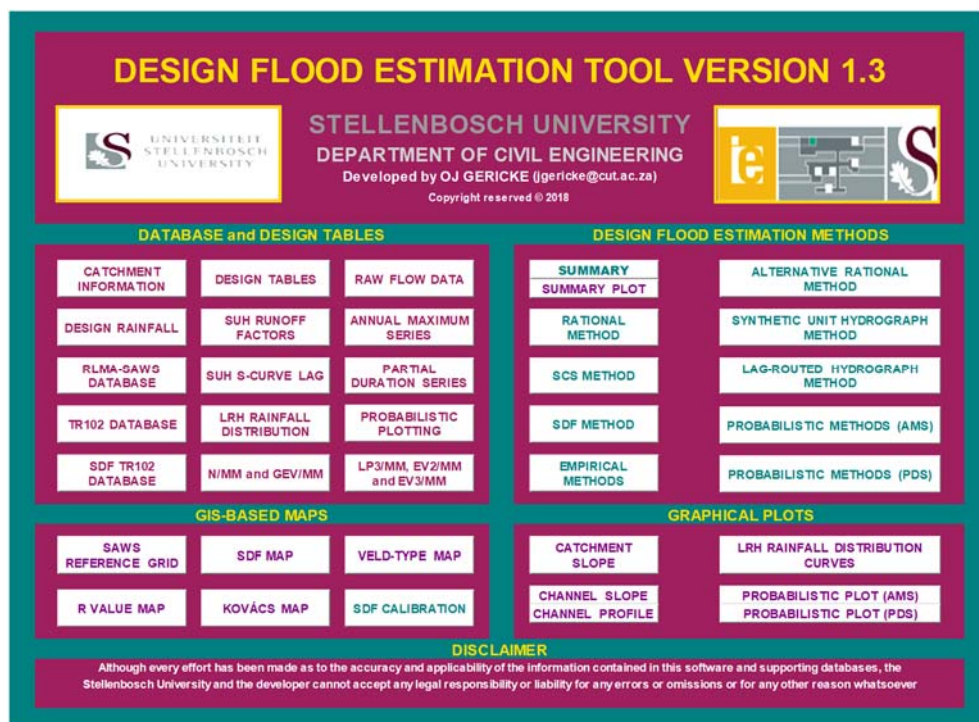 DESIGN FLOOD ESTIMATION TOOL VERSION 1.3
S
UNIVERSITEIT
STELLENBOSCH
UNIVERSITY
STELLENBOSCH UNIVERSITY
DEPARTMENT OF CIVIL ENGINEERING
Developed by OJ GERICKE (jgericke@cut.ac.za)
Copyright reserved © 2018
ie
S
DATABASE and DESIGN TABLES
CATCHMENT
INFORMATION
DESIGN TABLES
RAW FLOW DATA
DESIGN RAINFALL
SUH RUNOFF
FACTORS
ANNUAL MAXIMUM
SERIES
RLMA-SAWS
DATABASE
SUH S-CURVE LAG
PARTIAL
DURATION SERIES
TR102 DATABASE
LRH RAINFALL
DISTRIBUTION
PROBABILISTIC
PLOTTING
SDF TR102
DATABASE
N/MM and GEV/MM
LP3/MM, EV2/MM
and EV3/MM
DESIGN FLOOD ESTIMATION METHODS
SUMMARY
SUMMARY PLOT
ALTERNATIVE RATIONAL
METHOD
RATIONAL
METHOD
SYNTHETIC UNIT HYDROGRAPH
METHOD
SCS METHOD
LAG-ROUTED HYDROGRAPH
METHOD
SDF METHOD
PROBABILISTIC METHODS (AMS)
EMPIRICAL
METHODS
PROBABILISTIC METHODS (PDS)
GIS-BASED MAPS
SAWS
REFERENCE GRID
SDF MAP
VELD-TYPE MAP
R VALUE MAP
KOVÁCS MAP
SDF CALIBRATION
GRAPHICAL PLOTS
CATCHMENT
SLOPE
LRH RAINFALL DISTRIBUTION
CURVES
CHANNEL SLOPE
CHANNEL PROFILE
PROBABILISTIC PLOT (AMS)
PROBABILISTIC PLOT (PDS)
DISCLAIMER
Although every effort has been made as to the accuracy and applicability of the information contained in this software and supporting databases, the
Stellenbosch University and the developer cannot accept any legal responsibility or liability for any errors or omissions or for any other reason whatsoever